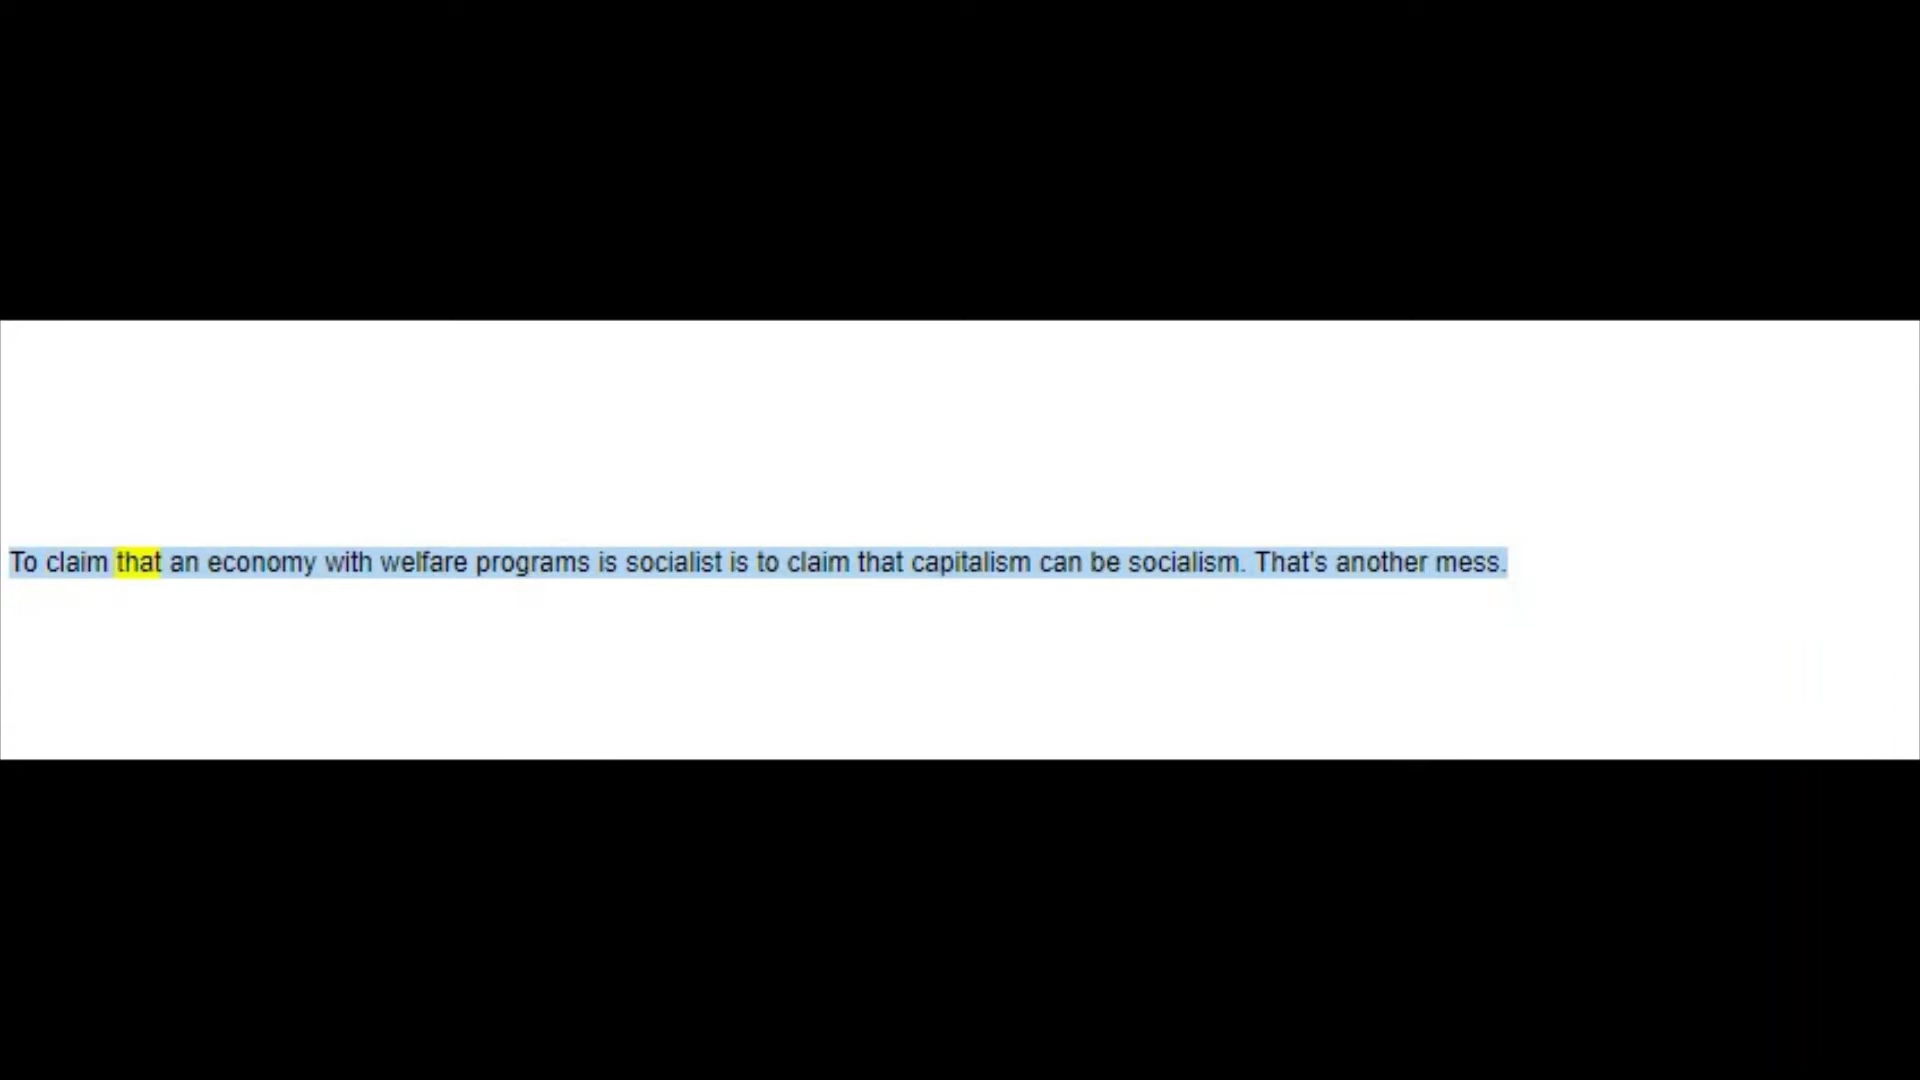 To claim that an economy with welfare programs is socialist is to claim that capitalism can be socialism. That's another mess.